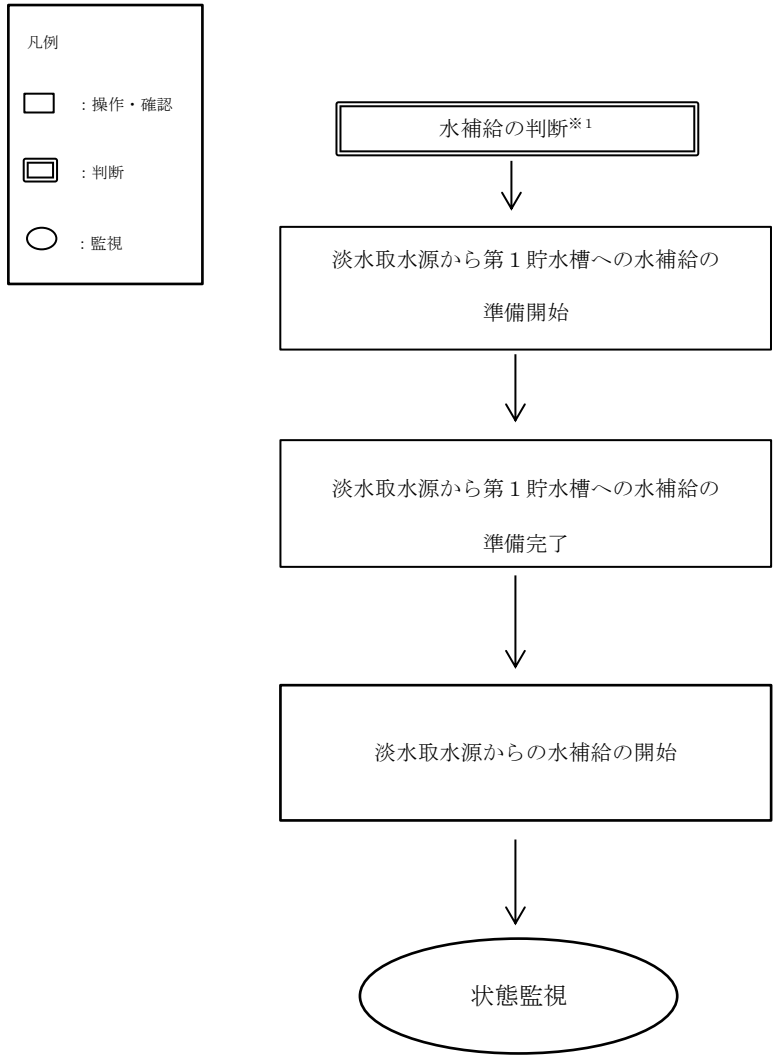 凡例
：操作・確認
：判断
：監視
水補給の判断※1
淡水取水源から第１貯水槽への水補給の
準備開始
淡水取水源から第１貯水槽への水補給の
準備完了
淡水取水源からの水補給の開始
状態監視